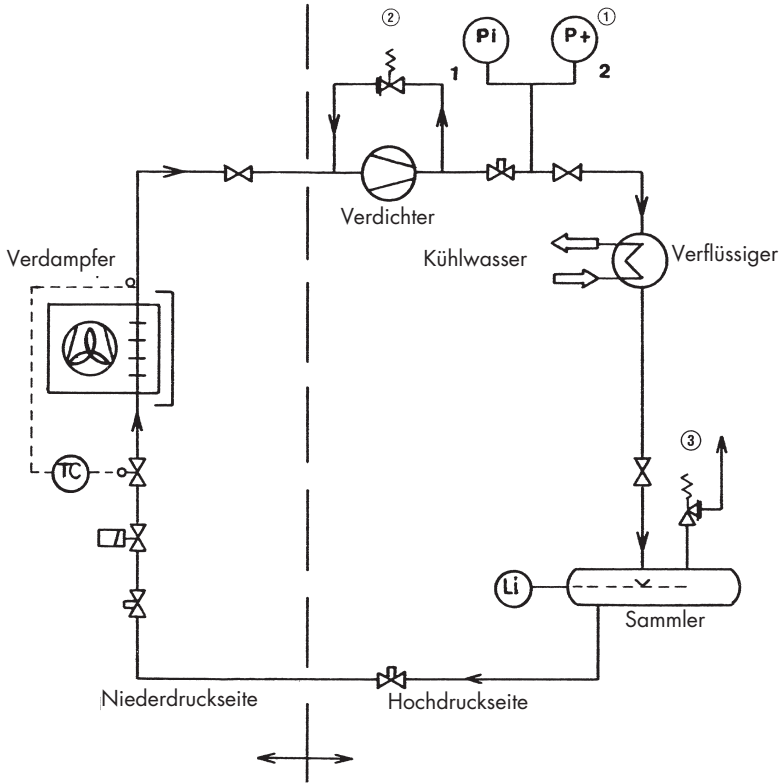 ②
Pi
P+
①
1
2
Verdichter
Verdampfer
Kühlwasser
Verflüssiger
TC
③
Li
Sammler
Niederdruckseite
Hochdruckseite